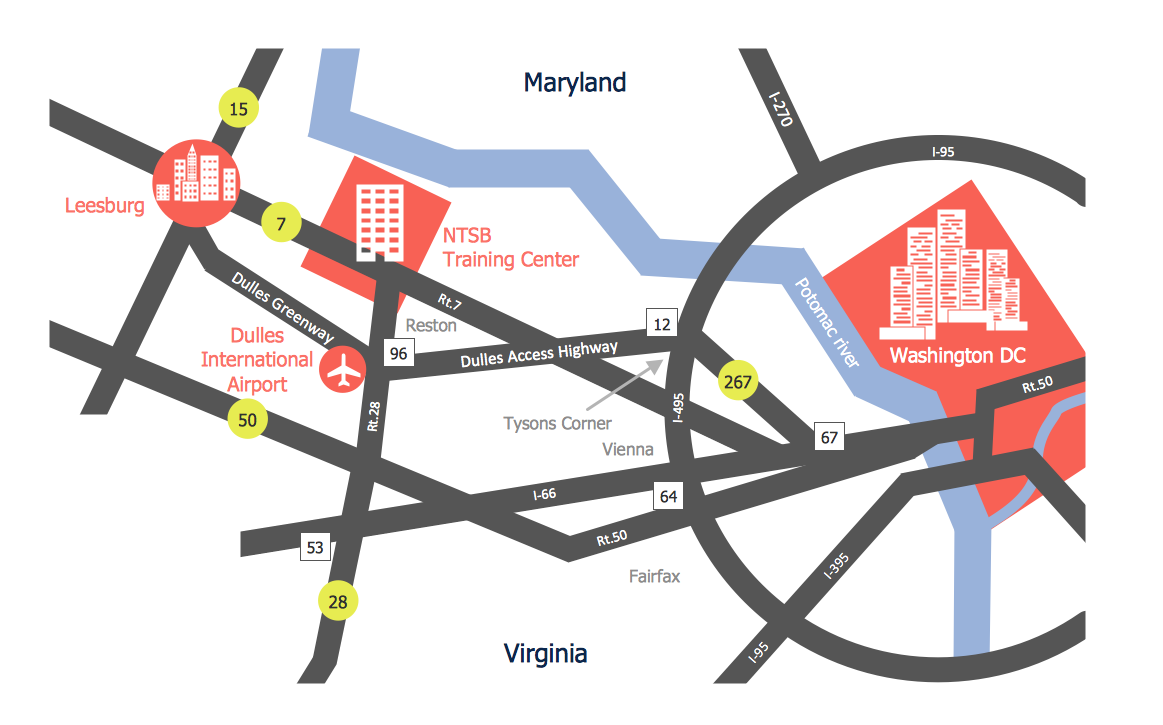 Maryland
I-270
15
I-95
Leesburg
7
NTSB
Training Center
Dulles Greenway
Rt.7
Potomac river
Reston
12
Dulles
International
Airport
96
Dulles Access Highway
Washington DC
267
Rt.50
50
Rt.28
Tysons Corner
I-495
67
Vienna
I-66
64
53
Rt.50
I-395
Fairfax
28
Virginia
I-95